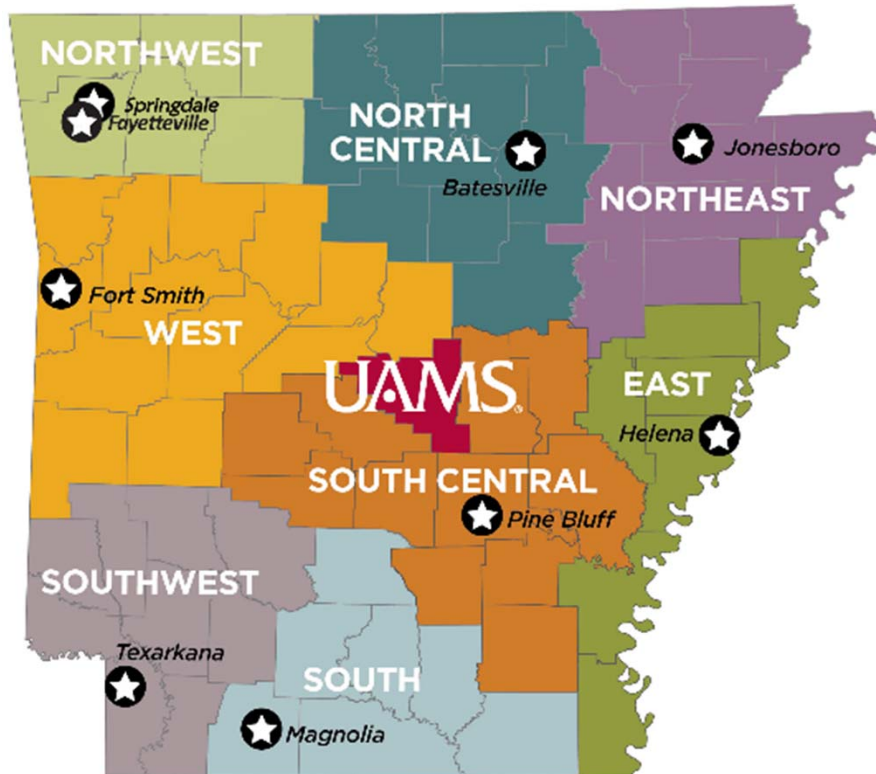 NORTHWEST
Springdale
Fayetteville
NORTH
CENTRAL
Batesville
Jonesboro
NORTHEAST
Fort Smith
WEST
UAMS®
EAST
Helena
SOUTH CENTRAL
Pine Bluff
SOUTHWEST
Texarkana
SOUTH
Magnolia